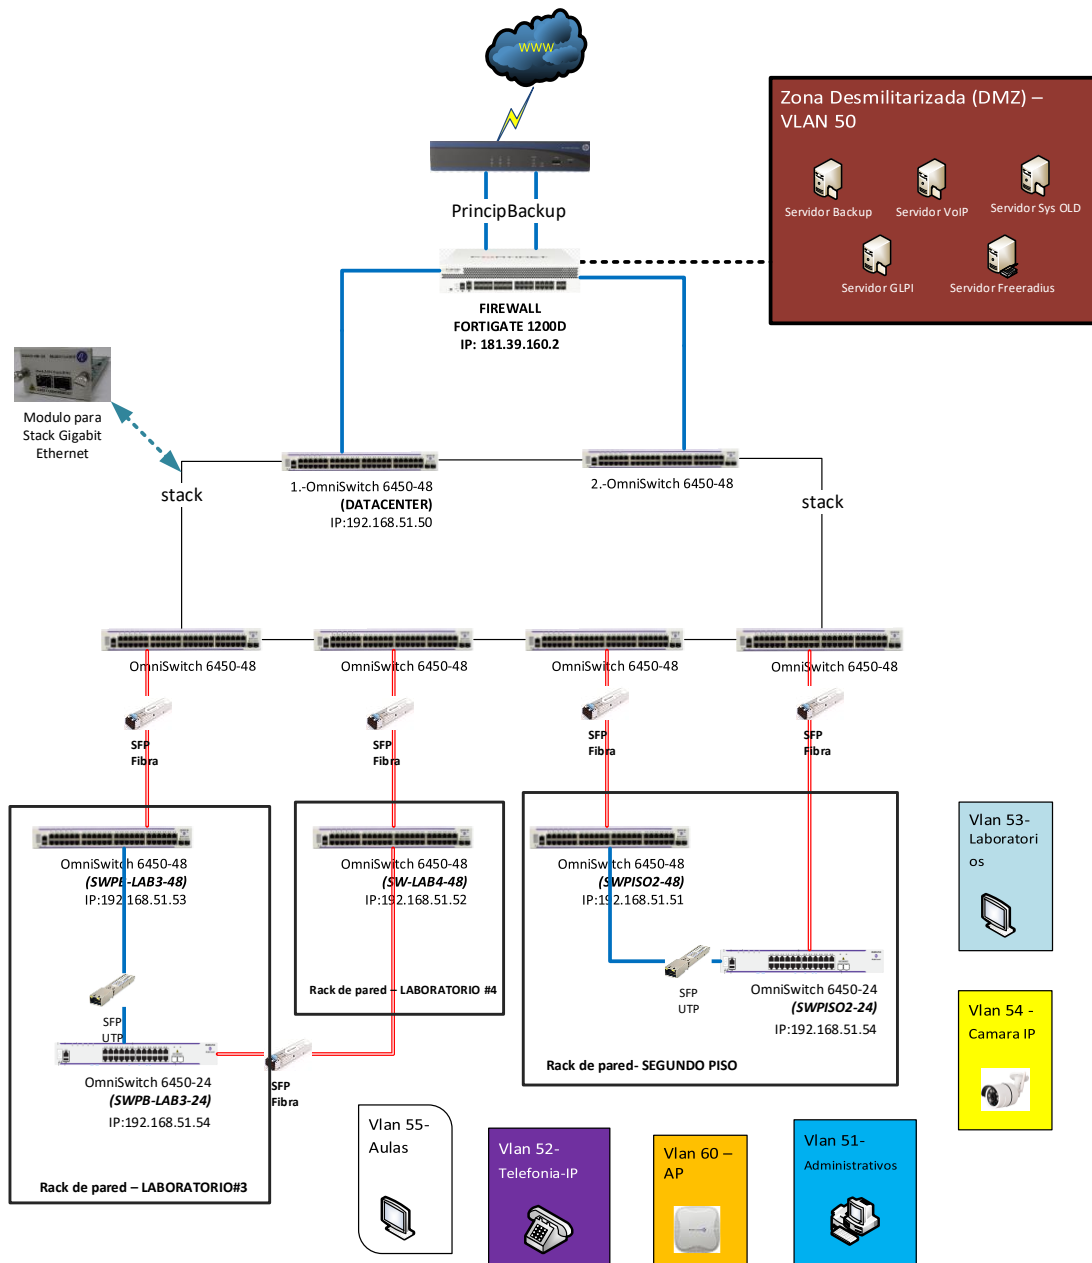 www
Zona Desmilitarizada (DMZ) –
VLAN 50
Servidor Backup
Servidor VoIP
Servidor Sys OLD
Servidor GLPI
Servidor Freeradius
PrincipBackup
FORTINET
FIREWALL
FORTIGATE 1200D
IP: 181.39.160.2
Modulo para
Stack Gigabit
Ethernet
stack
1.-OmniSwitch 6450-48
(DATACENTER)
IP:192.168.51.50
2.-OmniSwitch 6450-48
stack
OmniSwitch 6450-48
OmniSwitch 6450-48
OmniSwitch 6450-48
OmniSwitch 6450-48
SFP
Fibra
SFP
Fibra
SFP
Fibra
SFP
Fibra
OmniSwitch 6450-48
(SWPB-LAB3-48)
IP:192.168.51.53
OmniSwitch 6450-48
(SW-LAB4-48)
IP:192.168.51.52
OmniSwitch 6450-48
(SWPISO2-48)
IP:192.168.51.51
SFP
UTP
Rack de pared – LABORATORIO #4
SFP
UTP
OmniSwitch 6450-24
(SWPISO2-24)
IP:192.168.51.54
OmniSwitch 6450-24
(SWPB-LAB3-24)
IP:192.168.51.54
SFP
Fibra
Rack de pared- SEGUNDO PISO
Rack de pared – LABORATORIO#3
Vlan 53-
Laboratori
os
Vlan 54 -
Camara IP
Vlan 55-
Aulas
Vlan 52-
Telefonia-IP
Vlan 60 –
AP
Vlan 51-
Administrativos